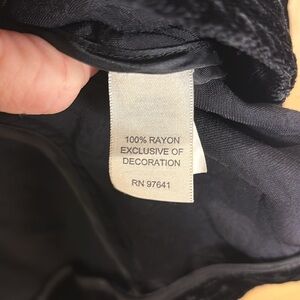 100% RAYON
EXCLUSIVE OF
DECORATION
RN 97641